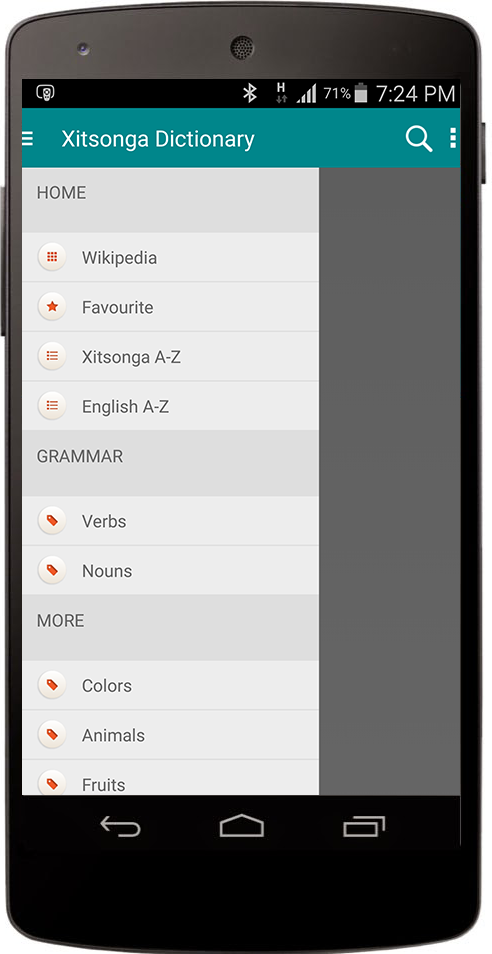 H 71% 7:24 PM
Xitsonga Dictionary
HOME
Wikipedia
Favourite
Xitsonga A-Z
English A-Z
GRAMMAR
Verbs
Nouns
MORE
Colors
Animals
Fruits